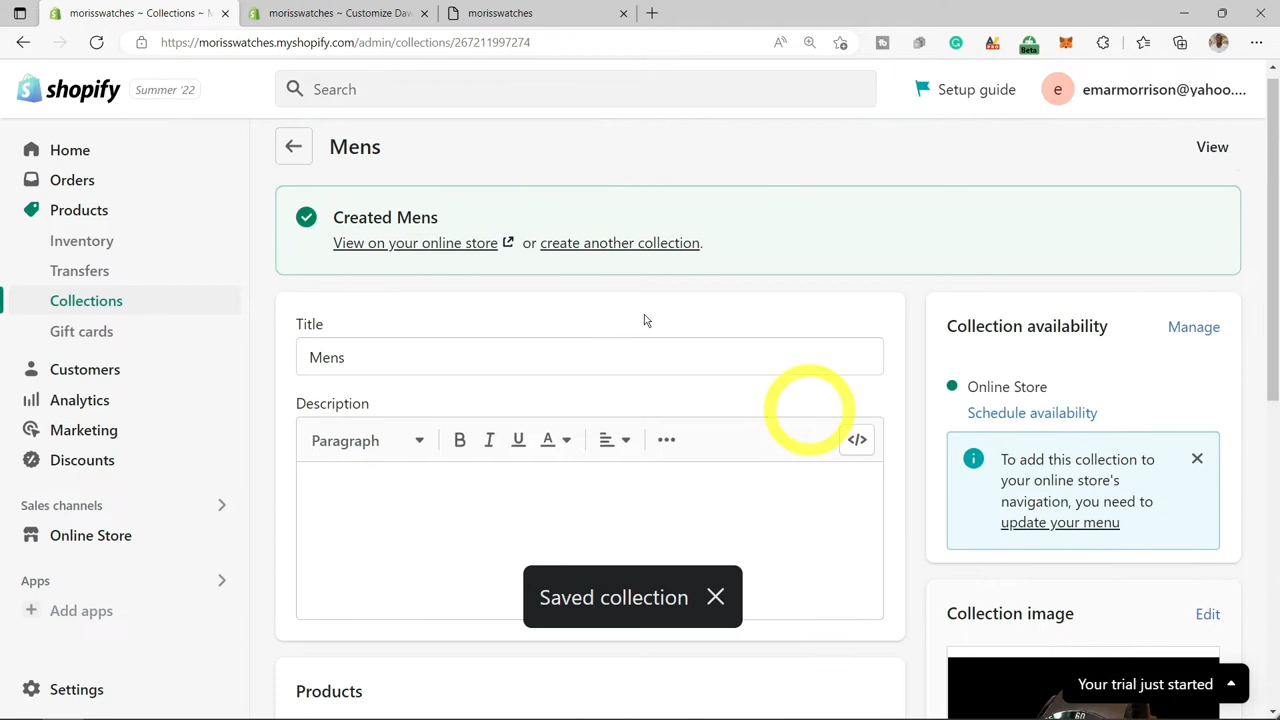 morisswatches ~ Collections ~ M
morisswatches ~ Customize Daw
morisswatches
https://morisswatches.myshopify.com/admin/collections/267211997274
Beta
shopify
Summer '22
Search
Setup guide
e
emarmorrison@yahoo....
Home
Orders
Products
Inventory
Transfers
Collections
Gift cards
Customers
Analytics
Marketing
Discounts
Sales channels
Online Store
Apps
Add apps
Settings
Mens
View
Created Mens
View on your online store or create another collection.
Title
Mens
Description
Paragraph B I U A ••• </>
Saved collection
Products
Collection availability
Manage
Online Store
Schedule availability
To add this collection to
your online store's
navigation, you need to
update your menu
Collection image
Edit
60
Your trial just started